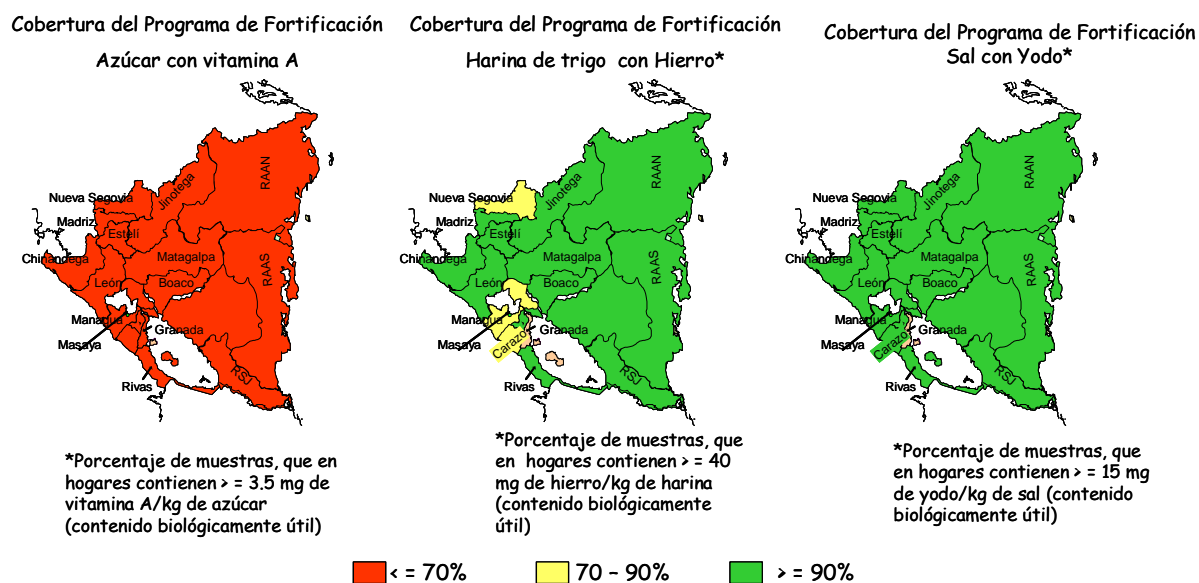 Cobertura del Programa de Fortificación
Azúcar con vitamina A
Nueva Segovia
Jinotega
RAAN
Madriz
Estelí
Chinandega
Matagalpa
RAAS
León
Boaco
Managua
Granada
Masaya
Rivas
RSJ
*Porcentaje de muestras, que en
hogares contienen > = 3.5 mg de
vitamina A/kg de azúcar
(contenido biológicamente útil)
Cobertura del Programa de Fortificación
Harina de trigo con Hierro*
Nueva Segovia
Jinotega
RAAN
Madriz
Estelí
Chinandega
Matagalpa
RAAS
León
Boaco
Managua
Granada
Masaya
Carazo
Rivas
RSJ
*Porcentaje de muestras, que
en hogares contienen > = 40
mg de hierro/kg de harina
(contenido biológicamente
útil)
Cobertura del Programa de Fortificación
Sal con Yodo*
Nueva Segovia
Jinotega
RAAN
Madriz
Estelí
Chinandega
Matagalpa
RAAS
León
Boaco
Managua
Granada
Masaya
Carazo
Rivas
RSJ
*Porcentaje de muestras, que
en hogares contienen > = 15 mg
de yodo/kg de sal (contenido
biológicamente útil)
< = 70%
70 - 90%
> = 90%